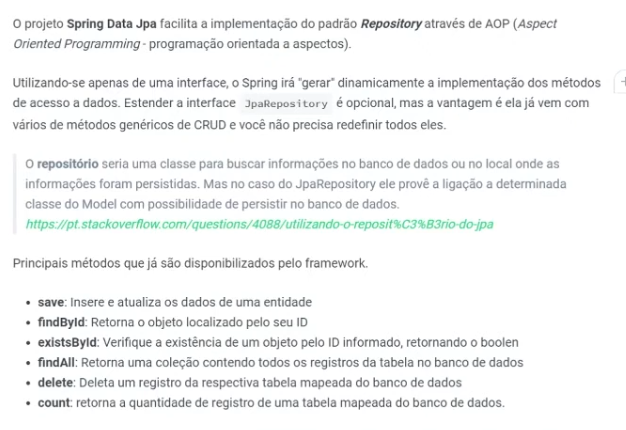 O projeto Spring Data Jpa facilita a implementação do padrão Repository através de AOP (Aspect
Oriented Programming - programação orientada a aspectos).
Utilizando-se apenas de uma interface, o Spring irá "gerar" dinamicamente a implementação dos métodos
de acesso a dados. Estender a interface JpaRepository é opcional, mas a vantagem é ela já vem com
vários de métodos genéricos de CRUD e você não precisa redefinir todos eles.
O repositório seria uma classe para buscar informações no banco de dados ou no local onde as
informações foram persistidas. Mas no caso do JpaRepository ele provê a ligação a determinada
classe do Model com possibilidade de persistir no banco de dados.
https://pt.stackoverflow.com/questions/4088/utilizando-o-reposit%C3%B3rio-do-jpa
Principais métodos que já são disponibilizados pelo framework.
• save: Insere e atualiza os dados de uma entidade
• findById: Retorna o objeto localizado pelo seu ID
• existsById: Verifique a existência de um objeto pelo ID informado, retornando o boolen
• findAll: Retorna uma coleção contendo todos os registros da tabela no banco de dados
• delete: Deleta um registro da respectiva tabela mapeada do banco de dados
• count: retorna a quantidade de registro de uma tabela mapeada do banco de dados.